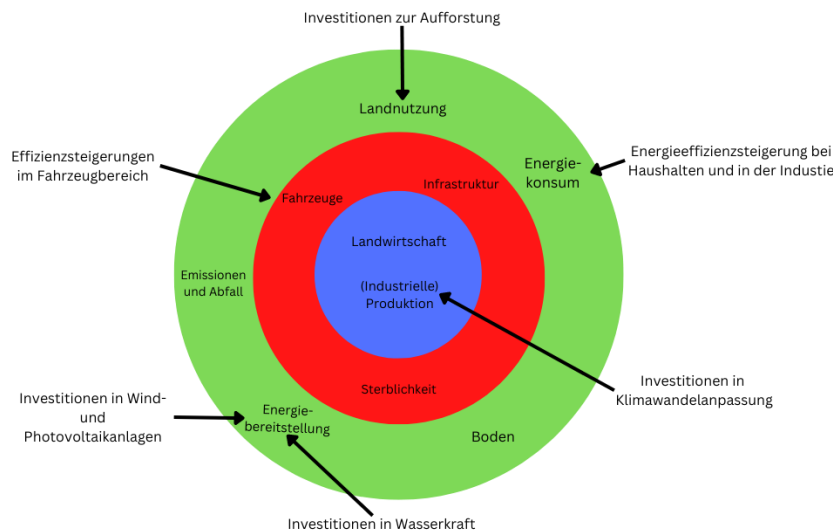 Investitionen zur Aufforstung
Landnutzung
Effizienzsteigerungen
im Fahrzeugbereich
Energieeffizienzsteigerung bei
Haushalten und in der Industie
Energie-
konsum
Infrastruktur
Fahrzeuge
Landwirtschaft
Emissionen
und Abfall
(Industrielle)
Produktion
Sterblichkeit
Investitionen in
Klimawandelanpassung
Investitionen in Wind-
und
Photovoltaikanlagen
Energie-
bereitstellung
Boden
Investitionen in Wasserkraft